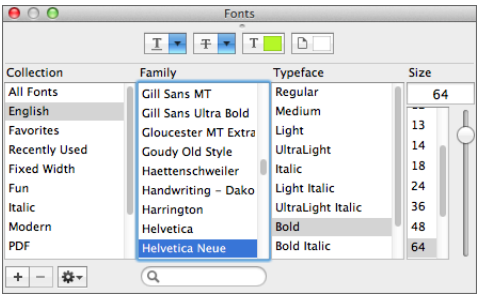 Fonts
T T T
Collection Family Typeface Size
All Fonts
English
Favorites
Recently Used
Fixed Width
Fun
Italic
Modern
PDF
Gill Sans MT
Gill Sans Ultra Bold
Gloucester MT Extra
Goudy Old Style
Haettenschweiler
Handwriting – Dako
Harrington
Helvetica
Helvetica Neue
Regular
Medium
Light
UltraLight
Italic
Light Italic
UltraLight Italic
Bold
Bold Italic
64
13
14
18
24
36
48
64